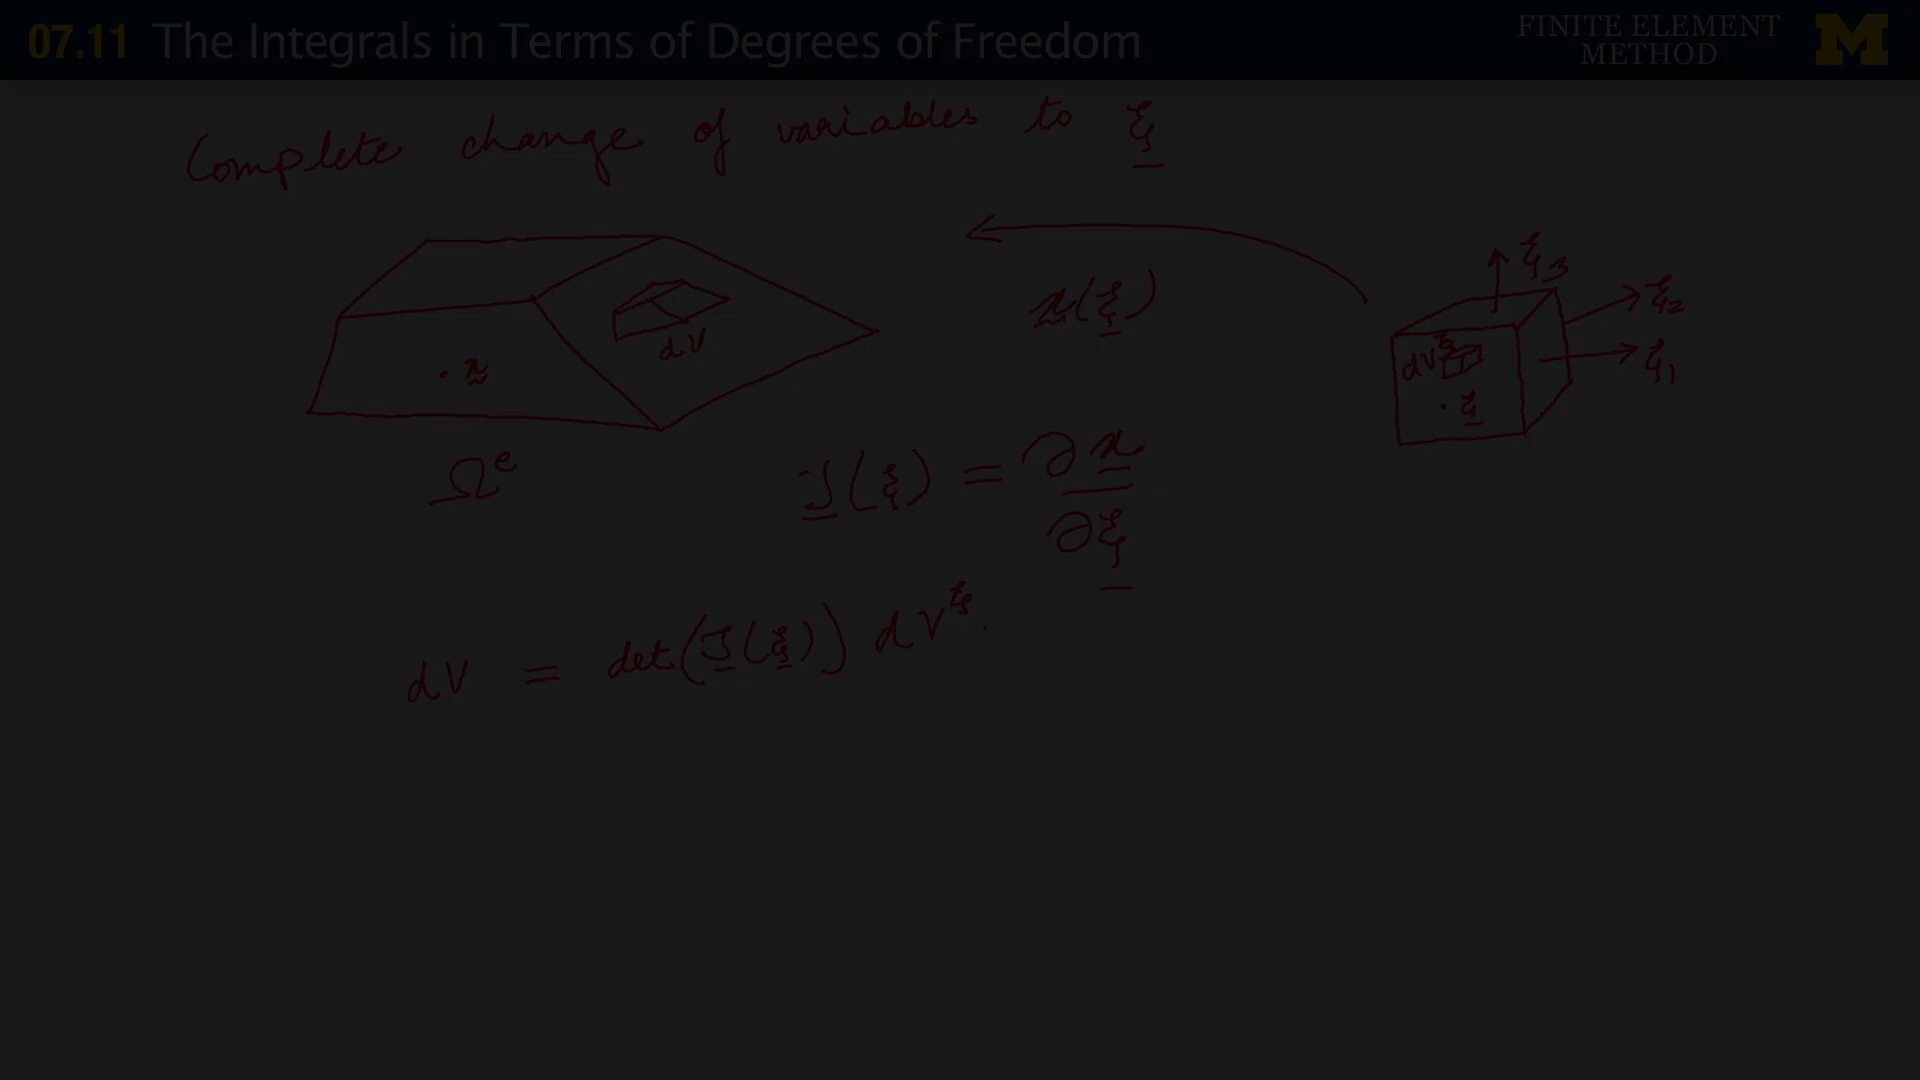 07.11 The Integrals in Terms of Degrees of Freedom
FINITE ELEMENT
METHOD
M
Complete change of variables to ξ
x(ξ)
ξ3
ξ2
ξ1
dV
dV^ξ
. x
. ξ
Ω^e
J(ξ) = ∂x/∂ξ
dV = det(J(ξ)) dV^ξ.